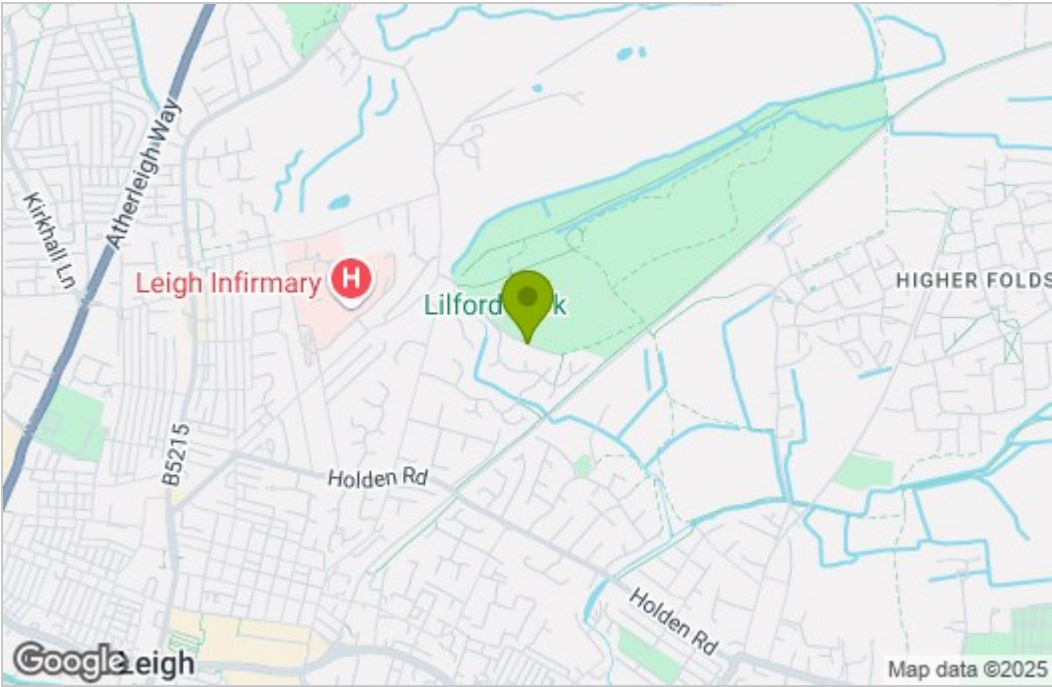 Atherleigh Way
Kirkhall Ln
Leigh Infirmary
H
Lilford
k
HIGHER FOLDS
B5215
Holden Rd
Holden Rd
Google
Leigh
Map data ©2025